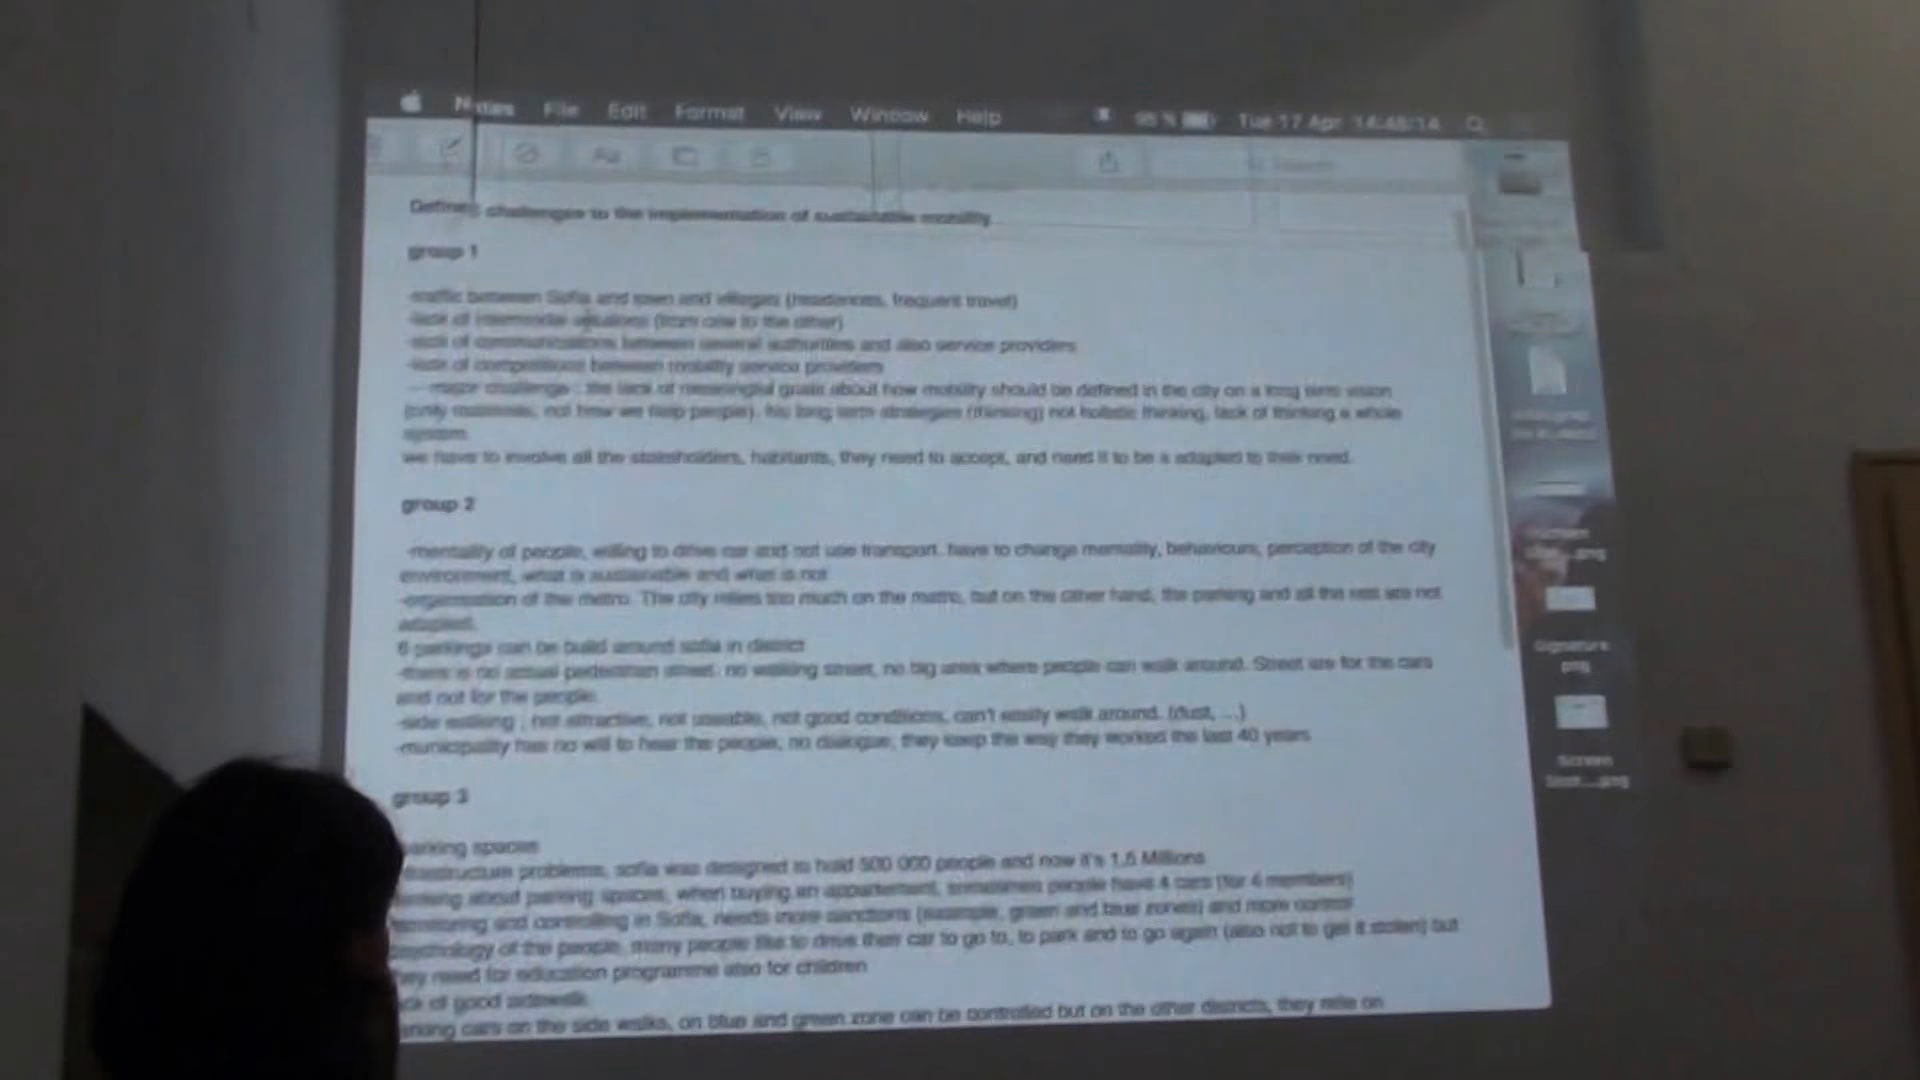 Notes File Edit Format View Window Help 95 % Tue 17 Apr 14:45:14
Define challenges to the implementation of sustainable mobility
group 1
-traffic between Sofia and town and villages (residences, frequent travel)
-lack of intermodal solutions (from one to the other)
-lack of communications between several authorities and also service providers
-lack of competitions between mobility service providers
major challenge : the lack of meaningful goals about how mobility should be defined in the city on a long term vision
(only materials, not how we help people). No long term strategies (thinking) not holistic thinking, lack of thinking a whole
system.
we have to involve all the stakeholders, habitants, they need to accept, and need it to be a adapted to their need.
group 2
-mentality of people, willing to drive car and not use transport. have to change mentality, behaviours, perception of the city
environment, what is sustainable and what is not
-organisation of the metro. The city relies too much on the metro, but on the other hand, the parking and all the rest are not
adapted.
6 parkings can be build around sofia in district
-there is no actual pedestrian street. no walking street, no big area where people can walk around. Street are for the cars
and not for the people.
-side walking : not attractive, not useable, not good conditions, can't easily walk around. (dust, ...)
-municipality has no will to hear the people, no dialogue, they keep the way they worked the last 40 years
group 3
parking spaces
infrastructure problems, sofia was designed to hold 500 000 people and now it's 1,5 Millions
about parking spaces, when buying an appartement, sometimes people have 4 cars (for 4 members)
and controlling in Sofia, needs more sanctions (example, green and blue zones) and more control
psychology of the people, many people like to drive their car to go to, to park and to go again (also not to get it stolen) but
they need for education programme also for children
lack of good sidewalk
parking cars on the side walks, on blue and green zone can be controlled but on the other districts, they relie on
Signature.
png
Screen
Shot....png